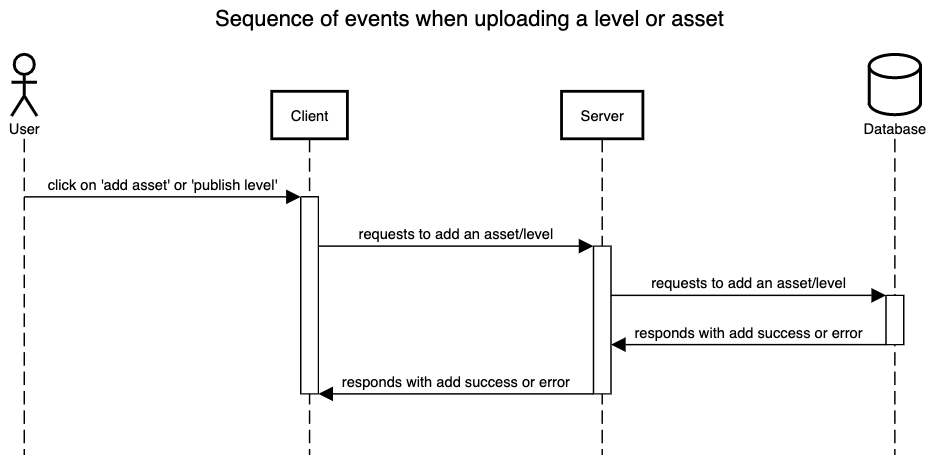 Sequence of events when uploading a level or asset
User
Client
Server
Database
click on 'add asset' or 'publish level'
requests to add an asset/level
requests to add an asset/level
responds with add success or error
responds with add success or error